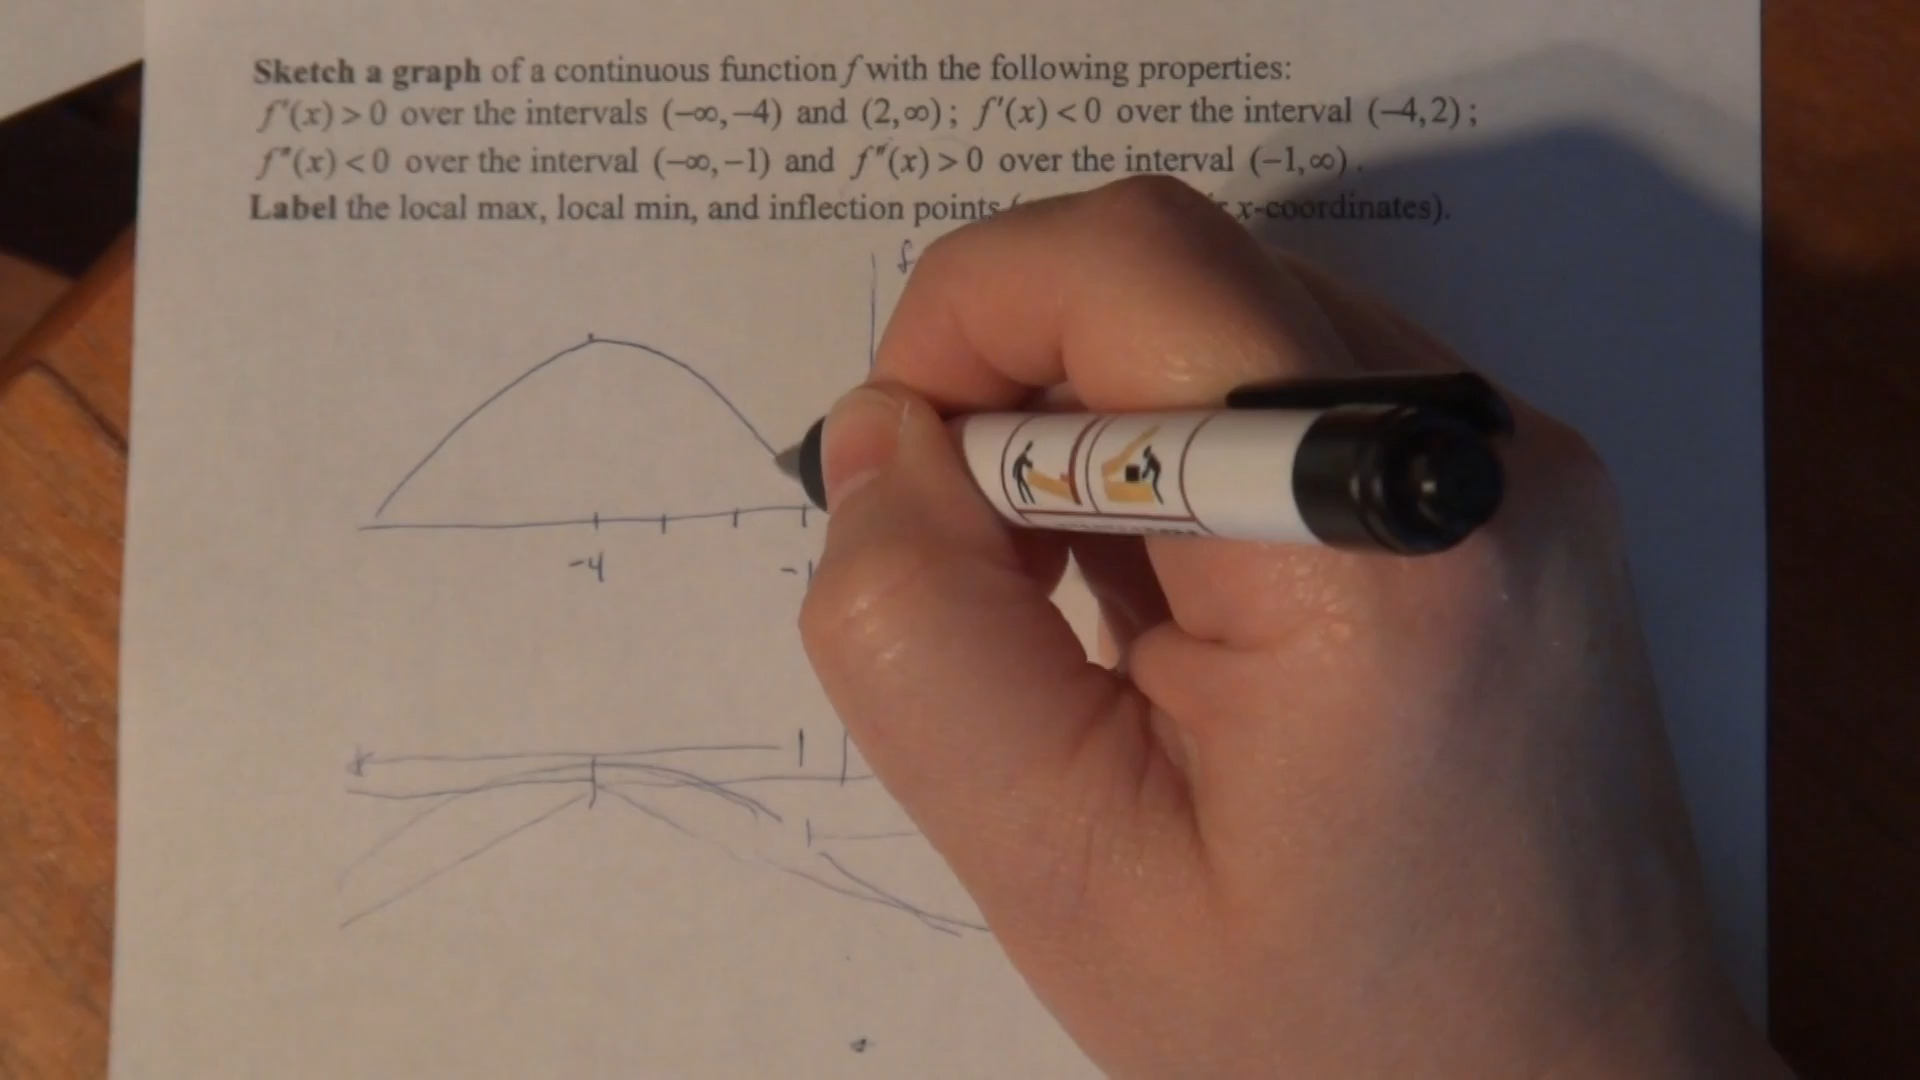 Sketch a graph of a continuous function f with the following properties:
f′(x) > 0 over the intervals (−∞,−4) and (2,∞); f′(x) < 0 over the interval (−4,2);
f″(x) < 0 over the interval (−∞,−1) and f″(x) > 0 over the interval (−1,∞).
Label the local max, local min, and inflection points x-coordinates).
f
-4 -1